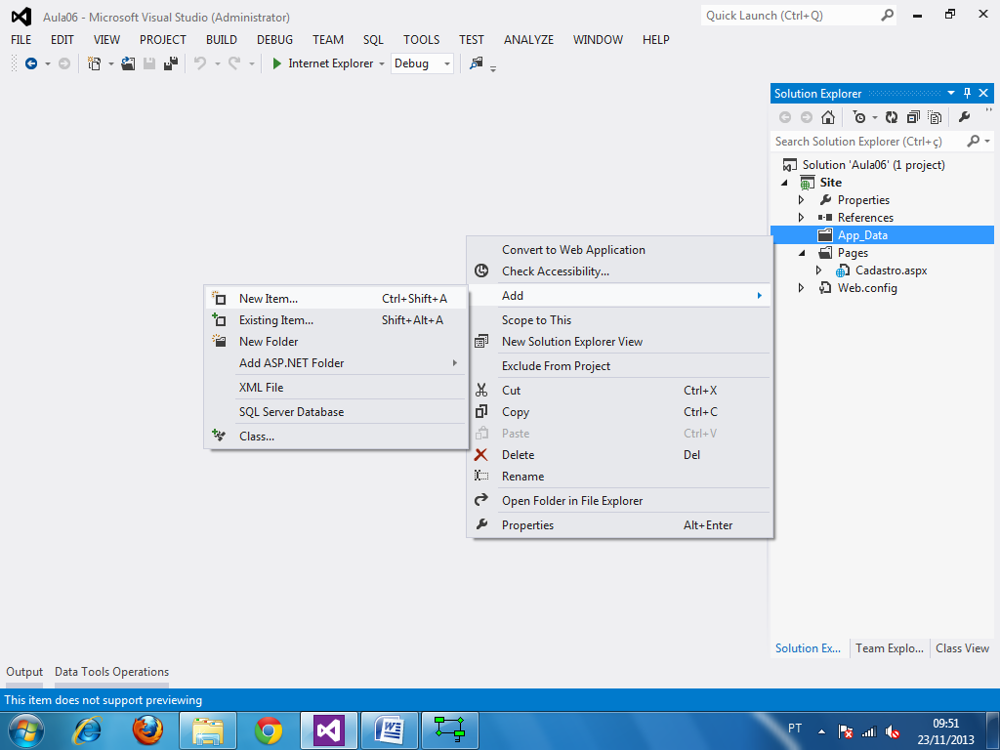 Aula06 - Microsoft Visual Studio (Administrator)
Quick Launch (Ctrl+Q)
FILE EDIT VIEW PROJECT BUILD DEBUG TEAM SQL TOOLS TEST ANALYZE WINDOW HELP
Internet Explorer Debug
Solution Explorer
Search Solution Explorer (Ctrl+ç)
Solution 'Aula06' (1 project)
Site
Properties
References
App_Data
Pages
Cadastro.aspx
Web.config
Convert to Web Application
Check Accessibility...
Add
Scope to This
New Solution Explorer View
Exclude From Project
Cut Ctrl+X
Copy Ctrl+C
Paste Ctrl+V
Delete Del
Rename
Open Folder in File Explorer
Properties Alt+Enter
New Item... Ctrl+Shift+A
Existing Item... Shift+Alt+A
New Folder
Add ASP.NET Folder
XML File
SQL Server Database
Class...
Solution Ex... Team Explo... Class View
Output Data Tools Operations
This item does not support previewing
PT
09:51
23/11/2013